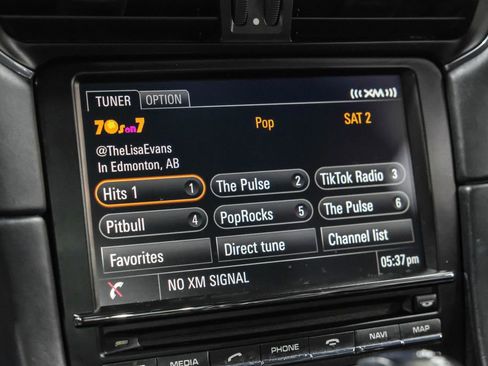 TUNER OPTION
XM
70s on 7 Pop SAT 2
@TheLisaEvans
In Edmonton, AB
Hits 1 1 The Pulse 2 TikTok Radio 3
Pitbull 4 PopRocks 5 The Pulse 6
Favorites Direct tune Channel list
NO XM SIGNAL 05:37pm
MEDIA PHONE NAVI MAP